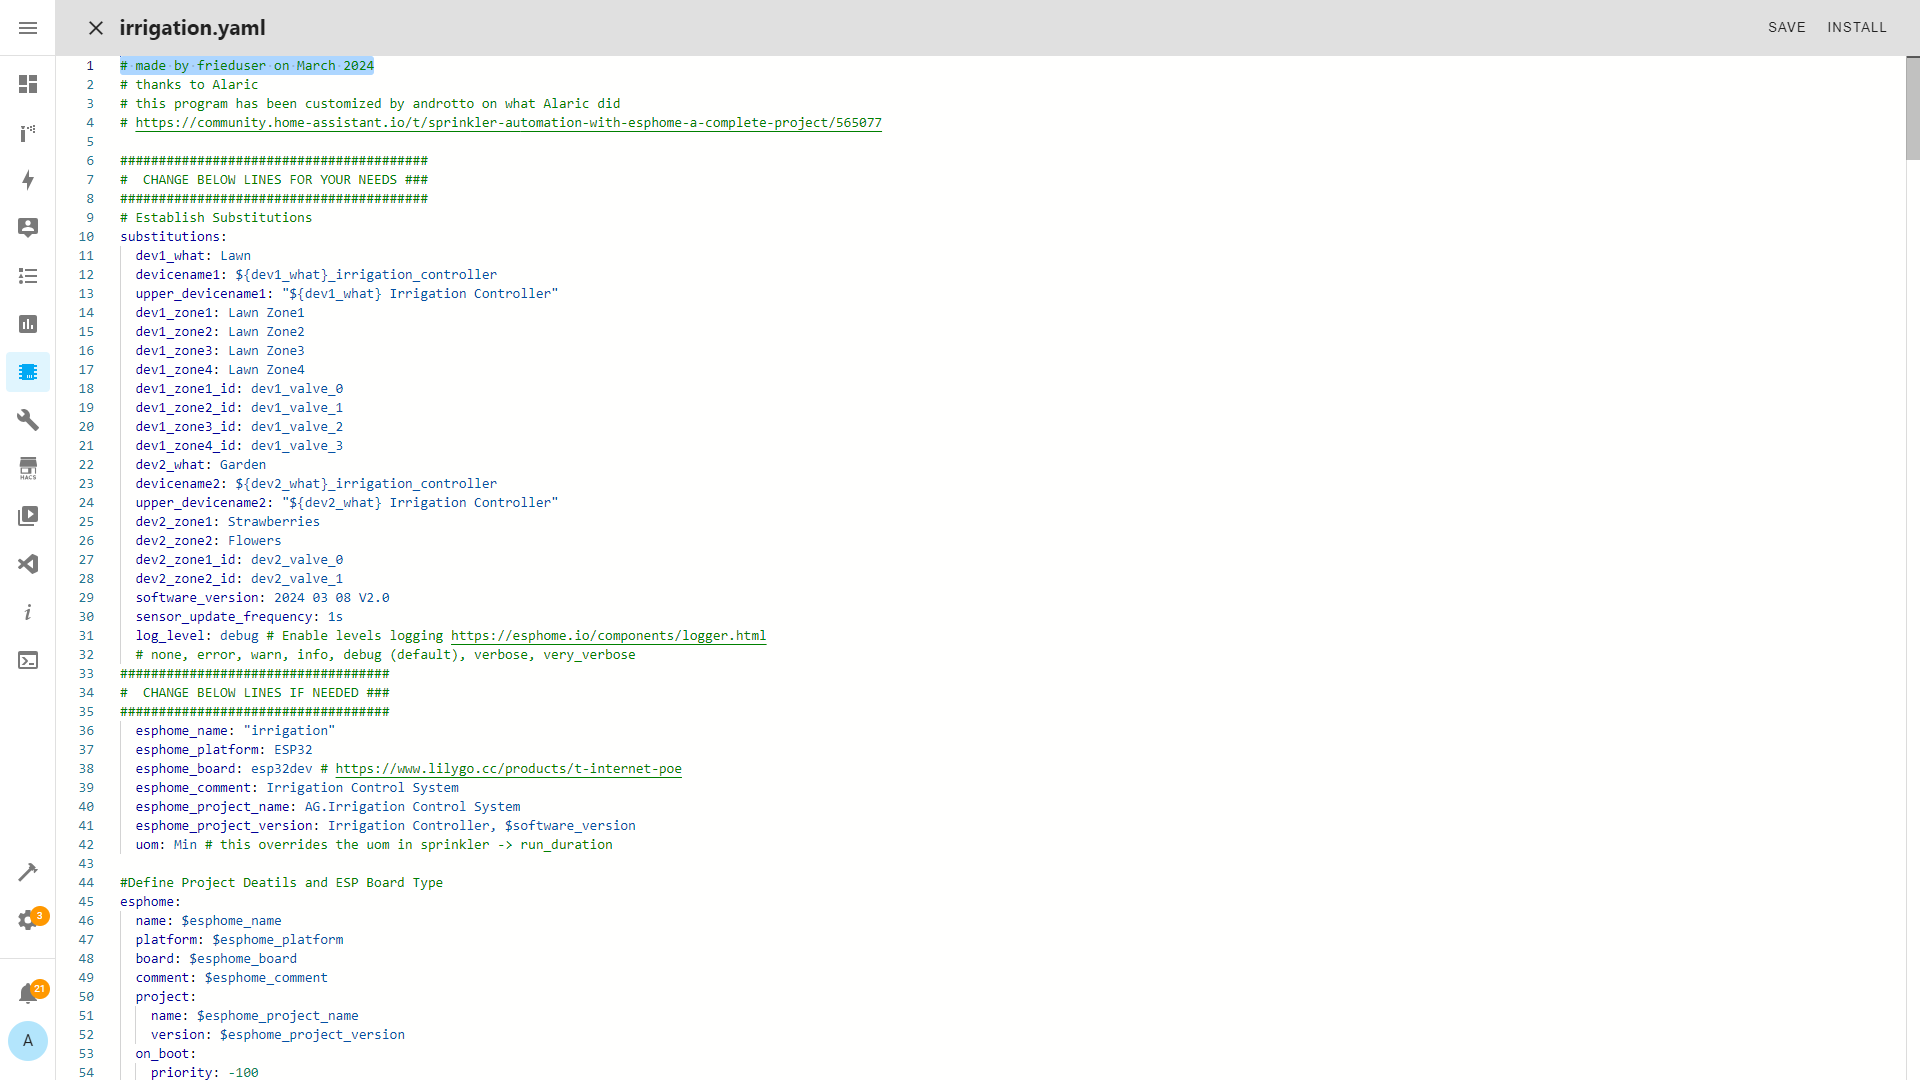 irrigation.yaml
SAVE
INSTALL
1 # made by frieduser on March 2024
2 # thanks to Alaric
3 # this program has been customized by androtto on what Alaric did
4 # https://community.home-assistant.io/t/sprinkler-automation-with-esphome-a-complete-project/565077
5
6 ########################################
7 #  CHANGE BELOW LINES FOR YOUR NEEDS ###
8 ########################################
9 # Establish Substitutions
10 substitutions:
11   dev1_what: Lawn
12   devicename1: ${dev1_what}_irrigation_controller
13   upper_devicename1: "${dev1_what} Irrigation Controller"
14   dev1_zone1: Lawn Zone1
15   dev1_zone2: Lawn Zone2
16   dev1_zone3: Lawn Zone3
17   dev1_zone4: Lawn Zone4
18   dev1_zone1_id: dev1_valve_0
19   dev1_zone2_id: dev1_valve_1
20   dev1_zone3_id: dev1_valve_2
21   dev1_zone4_id: dev1_valve_3
22   dev2_what: Garden
23   devicename2: ${dev2_what}_irrigation_controller
24   upper_devicename2: "${dev2_what} Irrigation Controller"
25   dev2_zone1: Strawberries
26   dev2_zone2: Flowers
27   dev2_zone1_id: dev2_valve_0
28   dev2_zone2_id: dev2_valve_1
29   software_version: 2024 03 08 V2.0
30   sensor_update_frequency: 1s
31   log_level: debug # Enable levels logging https://esphome.io/components/logger.html
32   # none, error, warn, info, debug (default), verbose, very_verbose
33 ###################################
34 #  CHANGE BELOW LINES IF NEEDED ###
35 ###################################
36   esphome_name: "irrigation"
37   esphome_platform: ESP32
38   esphome_board: esp32dev # https://www.lilygo.cc/products/t-internet-poe
39   esphome_comment: Irrigation Control System
40   esphome_project_name: AG.Irrigation Control System
41   esphome_project_version: Irrigation Controller, $software_version
42   uom: Min # this overrides the uom in sprinkler -> run_duration
43
44 #Define Project Deatils and ESP Board Type
45 esphome:
46   name: $esphome_name
47   platform: $esphome_platform
48   board: $esphome_board
49   comment: $esphome_comment
50   project:
51     name: $esphome_project_name
52     version: $esphome_project_version
53   on_boot:
54     priority: -100
HACS
3
21
A